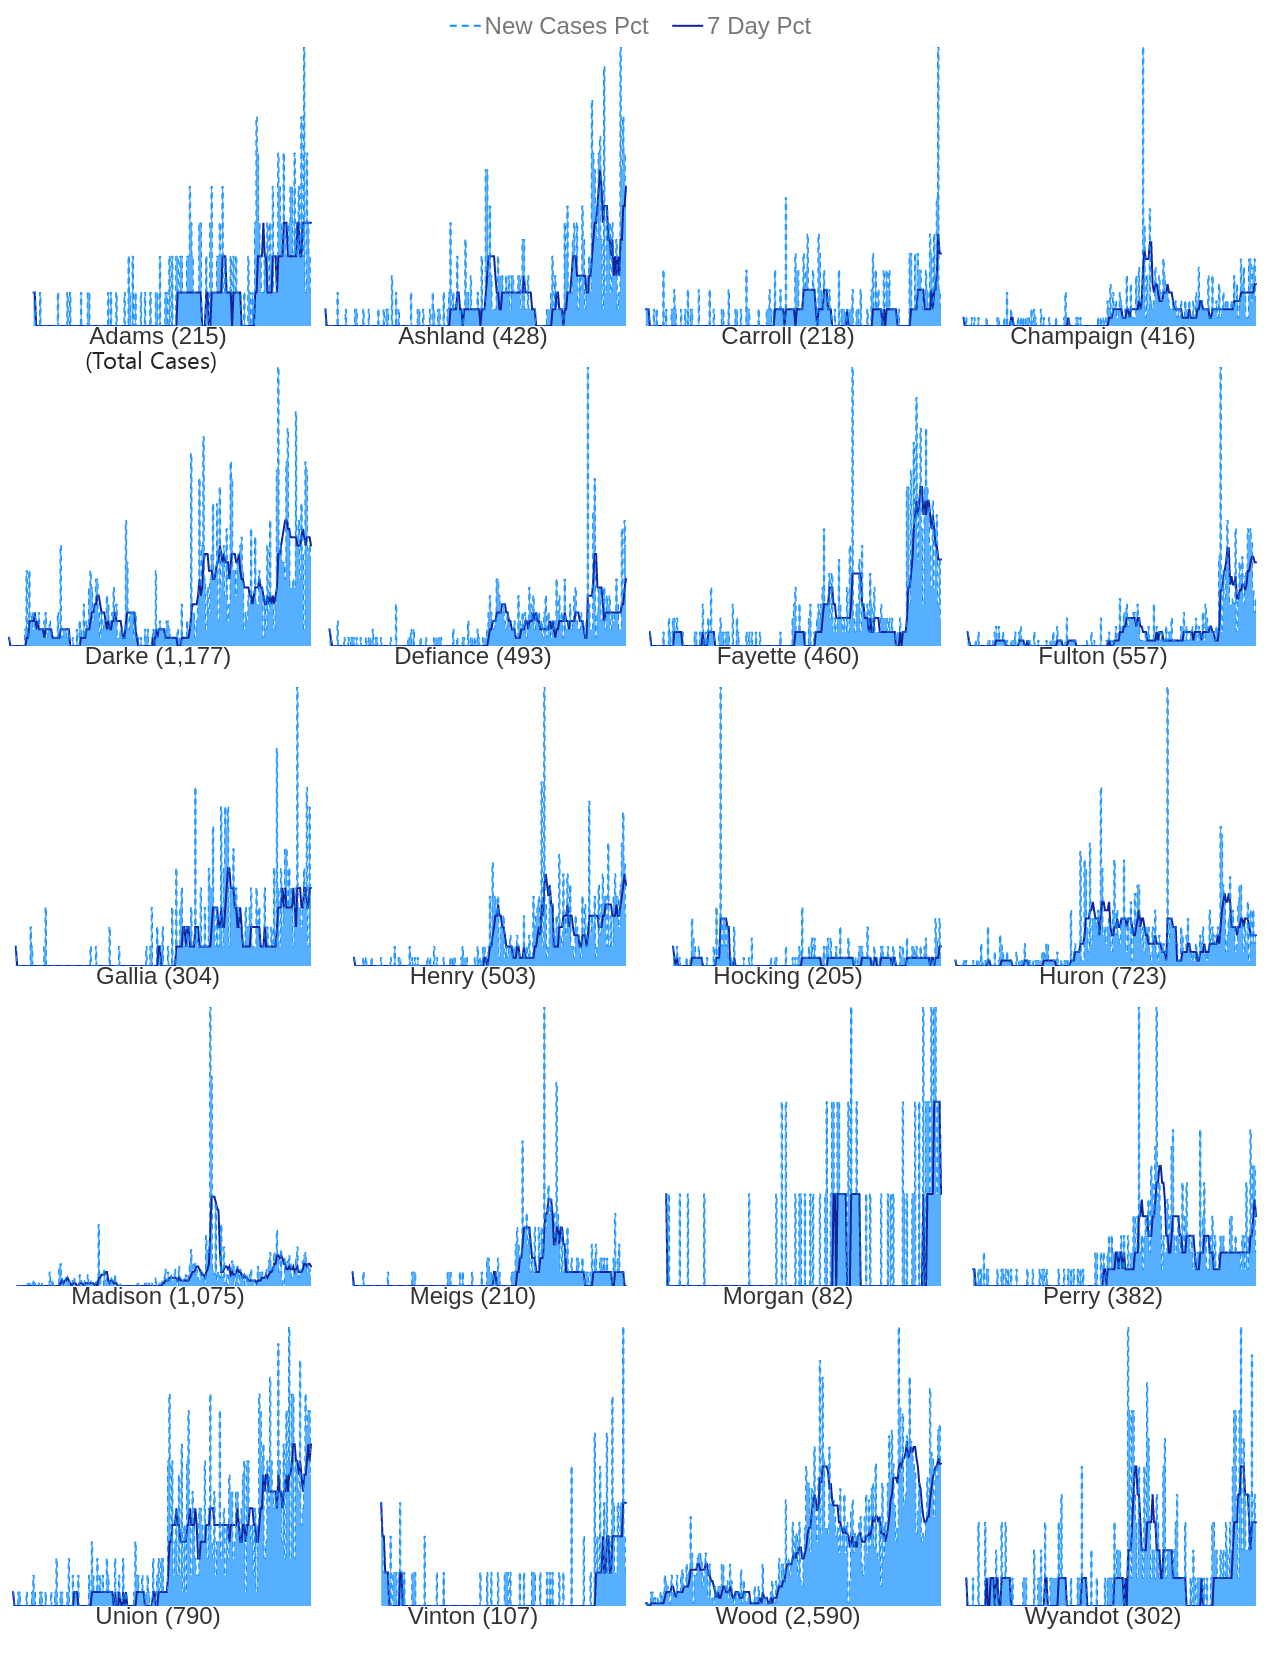 New Cases Pct 7 Day Pct
Adams (215) Ashland (428) Carroll (218) Champaign (416)
(Total Cases)
Darke (1,177) Defiance (493) Fayette (460) Fulton (557)
Gallia (304) Henry (503) Hocking (205) Huron (723)
Madison (1,075) Meigs (210) Morgan (82) Perry (382)
Union (790) Vinton (107) Wood (2,590) Wyandot (302)